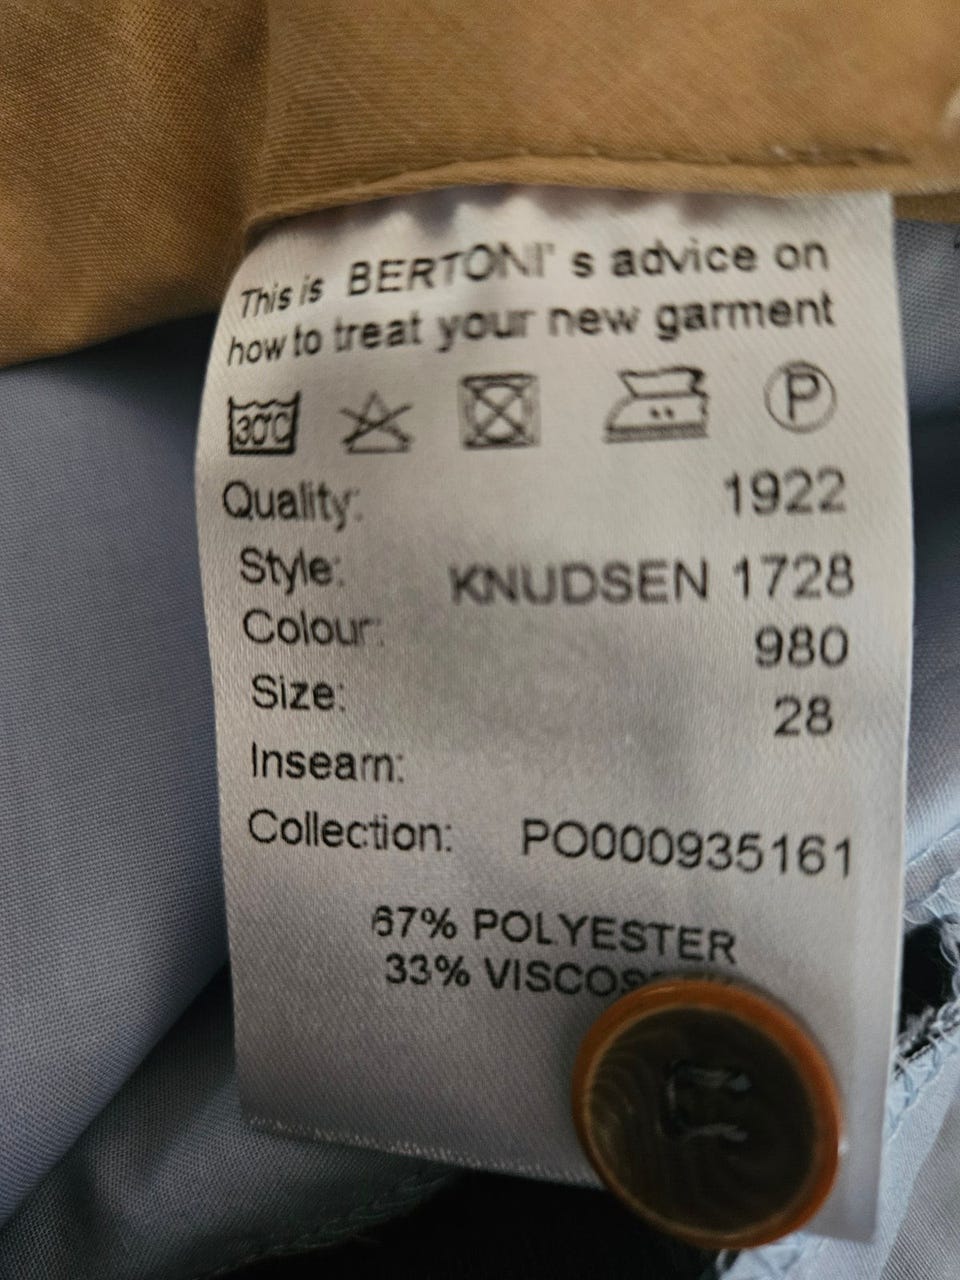 This is BERTONI' s advice on
how to treat your new garment
30°C P
Quality: 1922
Style: KNUDSEN 1728
Colour: 980
Size: 28
Inseam:
Collection: PO000935161
67% POLYESTER
33%